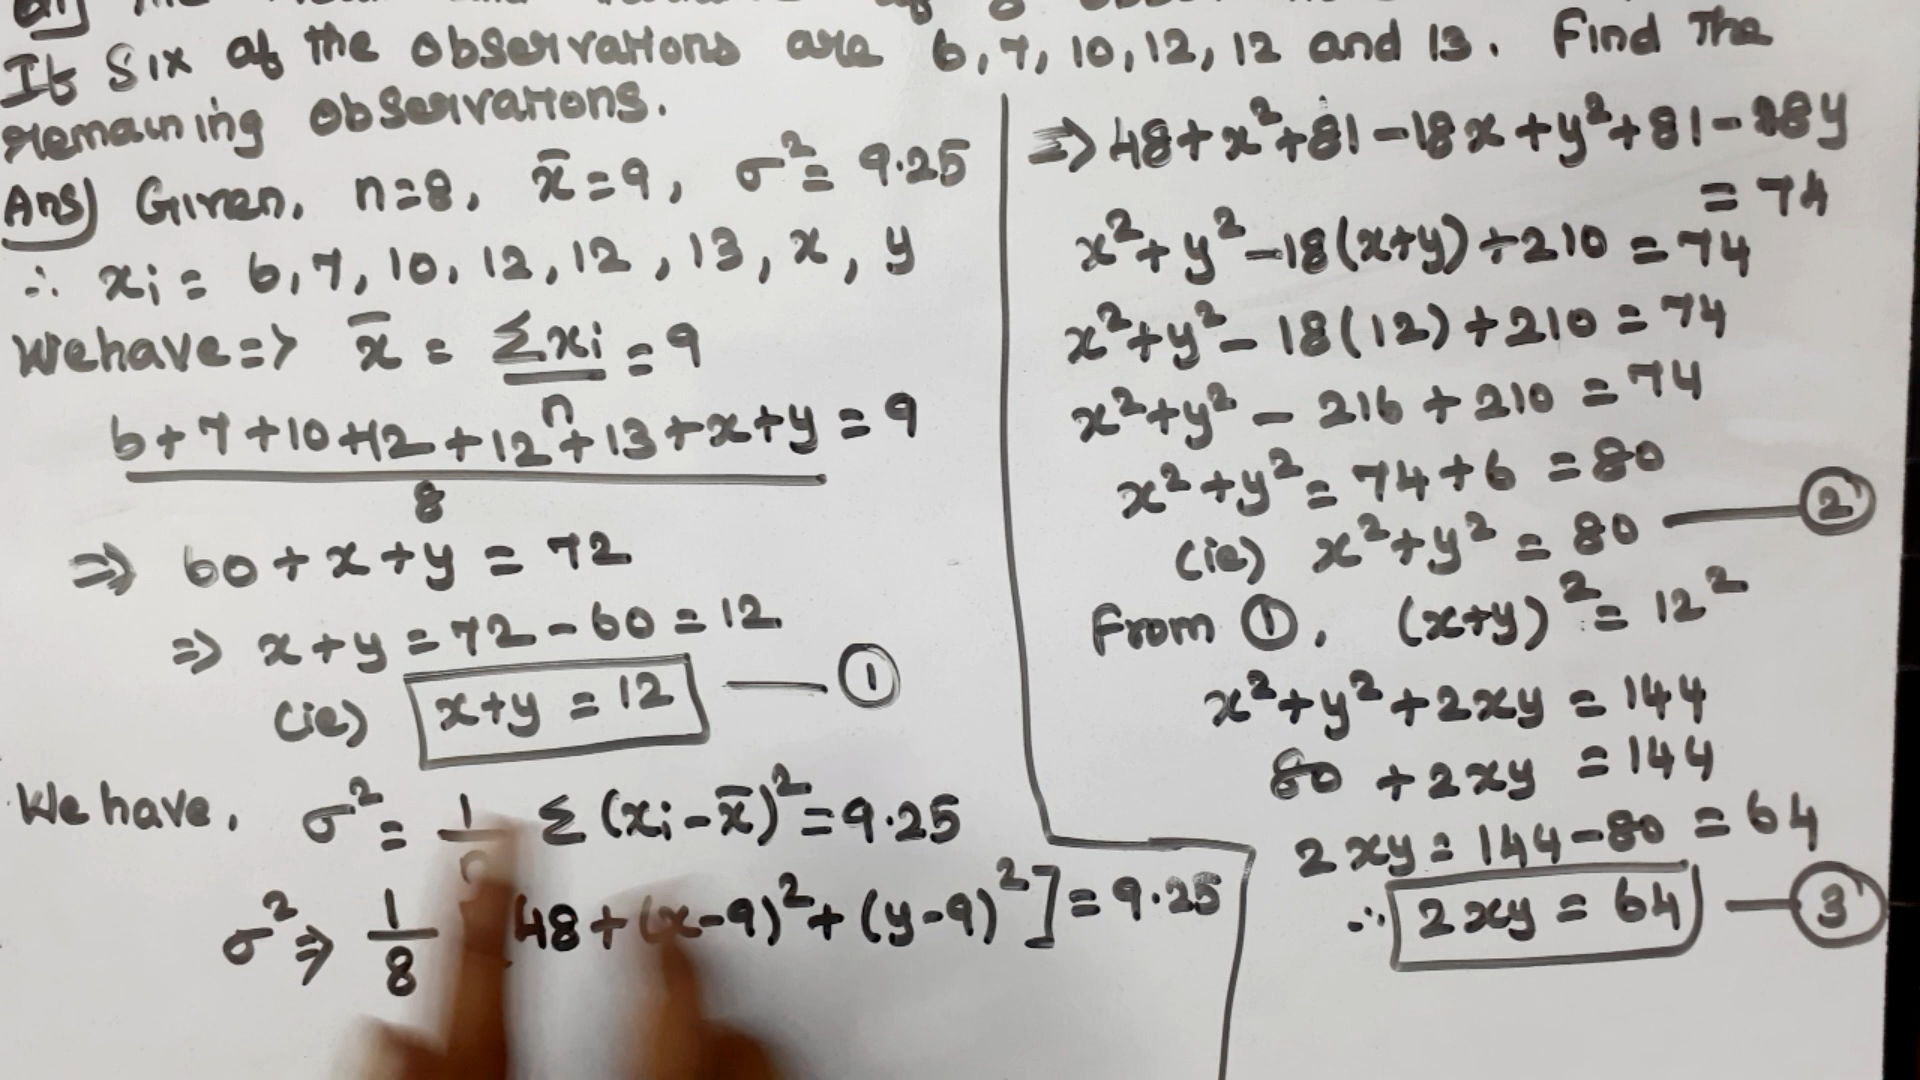 If six of the observations are 6, 7, 10, 12, 12 and 13. Find the
remaining observations.
Ans) Given, n=8, x̄=9, σ²=9.25
∴ xi = 6, 7, 10, 12, 12, 13, x, y
We have => x̄ = Σxi/n = 9
(6+7+10+12+12+13+x+y)/8 = 9
=> 60+x+y = 72
=> x+y = 72-60 = 12
(ie) x+y = 12 — ①
We have, σ² = 1/n Σ(xi-x̄)² = 9.25
σ² => 1/8 [48+(x-9)²+(y-9)²] = 9.25
=> 48+x²+81-18x+y²+81-18y
= 74
x²+y²-18(x+y)+210 = 74
x²+y²-18(12)+210 = 74
x²+y²-216+210 = 74
x²+y² = 74+6 = 80
(ie) x²+y² = 80 — ②
From ①, (x+y)² = 12²
x²+y²+2xy = 144
80+2xy = 144
2xy = 144-80 = 64
∴ 2xy = 64 — ③